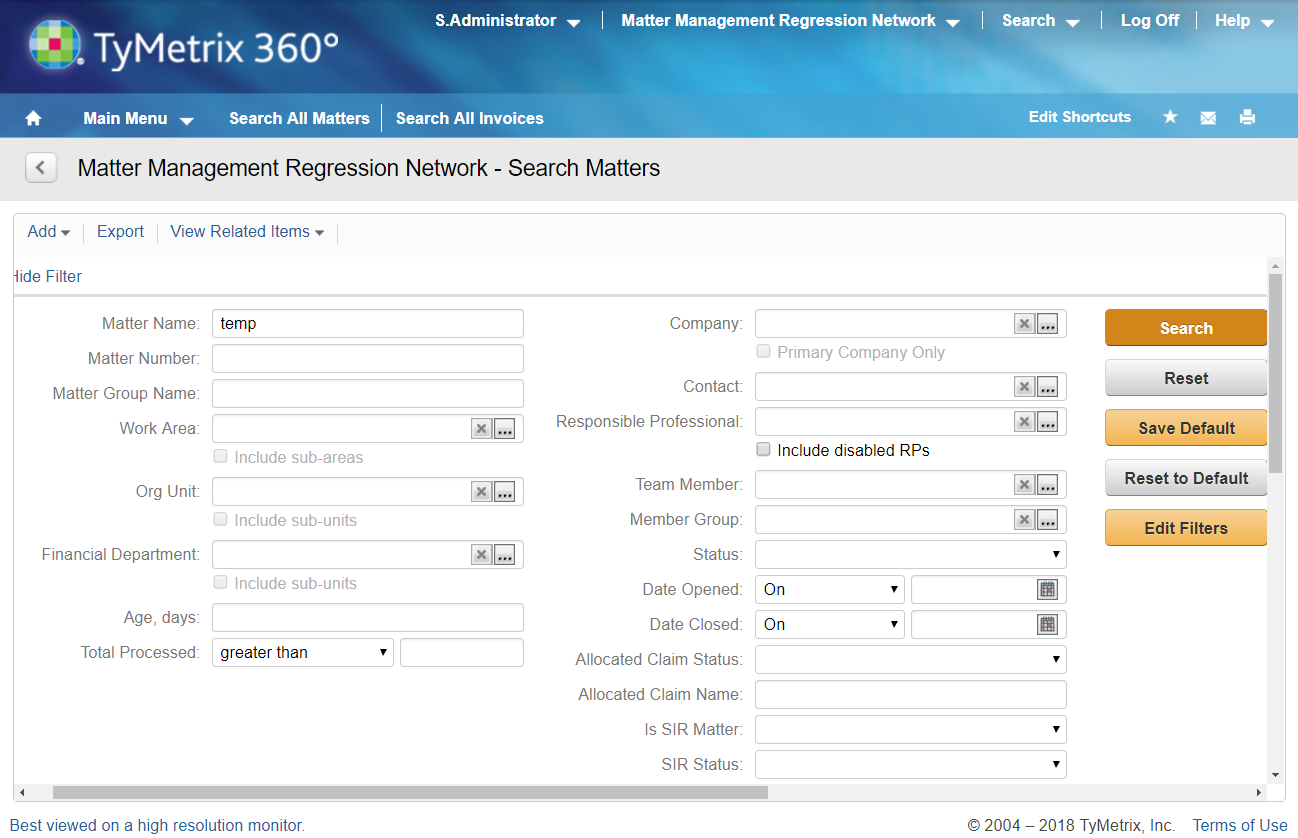 S.Administrator Matter Management Regression Network Search Log Off Help
TyMetrix 360°
Main Menu Search All Matters Search All Invoices Edit Shortcuts
Matter Management Regression Network - Search Matters
Add Export View Related Items
Hide Filter
Matter Name: temp
Matter Number:
Matter Group Name:
Work Area: ...
Include sub-areas
Org Unit: ...
Include sub-units
Financial Department: ...
Include sub-units
Age, days:
Total Processed: greater than
Company: ...
Primary Company Only
Contact: ...
Responsible Professional: ...
Include disabled RPs
Team Member: ...
Member Group: ...
Status:
Date Opened: On
Date Closed: On
Allocated Claim Status:
Allocated Claim Name:
Is SIR Matter:
SIR Status:
Search
Reset
Save Default
Reset to Default
Edit Filters
Best viewed on a high resolution monitor. © 2004 – 2018 TyMetrix, Inc. Terms of Use